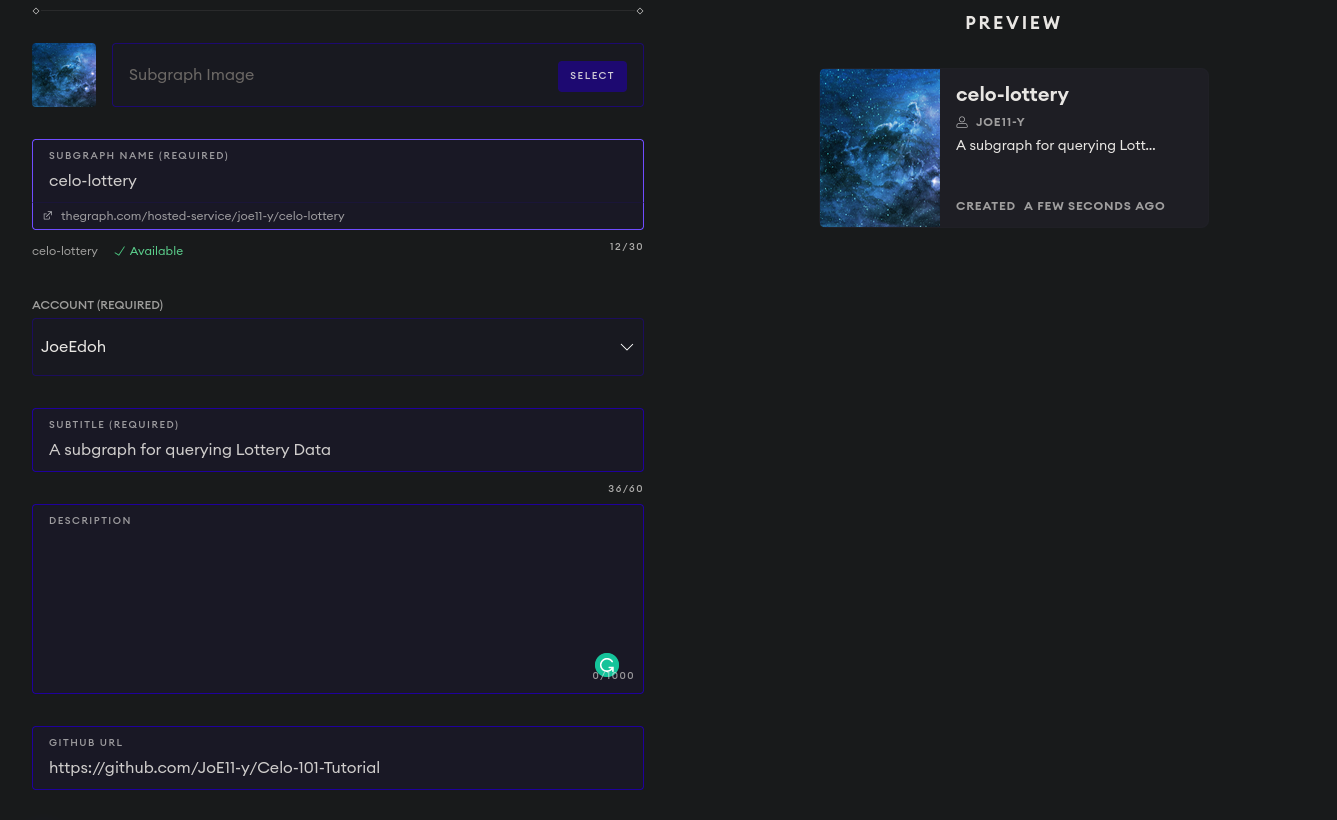 Subgraph Image
SELECT
SUBGRAPH NAME (REQUIRED)
celo-lottery
thegraph.com/hosted-service/joe11-y/celo-lottery
celo-lottery Available
12/30
ACCOUNT (REQUIRED)
JoeEdoh
SUBTITLE (REQUIRED)
A subgraph for querying Lottery Data
36/60
DESCRIPTION
0/1000
GITHUB URL
https://github.com/JoE11-y/Celo-101-Tutorial
PREVIEW
celo-lottery
JOE11-Y
A subgraph for querying Lott...
CREATED A FEW SECONDS AGO